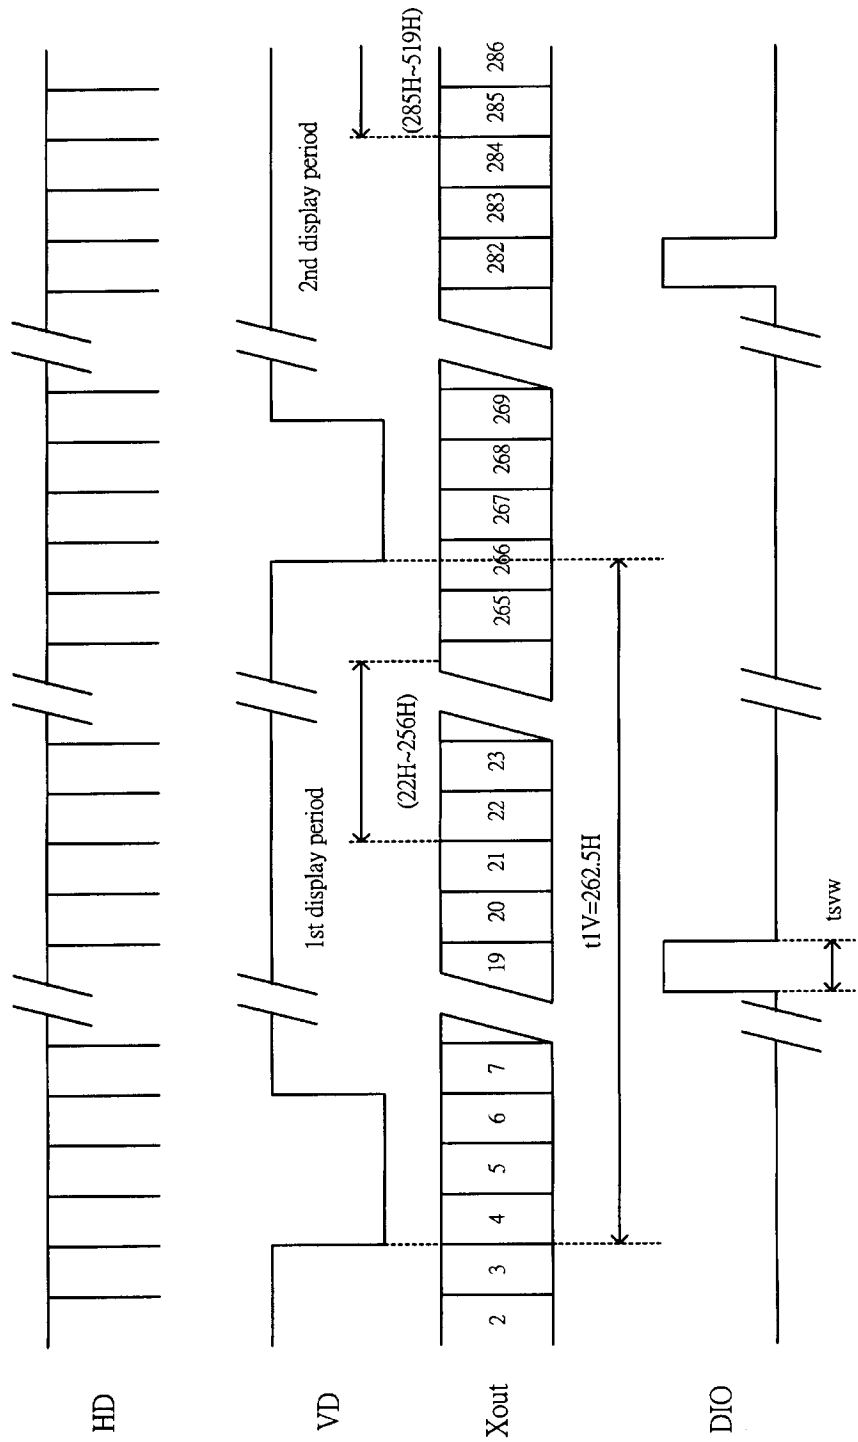 HD
VD
1st display period
2nd display period
(22H~256H)
(285H~519H)
Xout
2 3 4 5 6 7 19 20 21 22 23 265 266 267 268 269 282 283 284 285 286
t1V=262.5H
DIO
tsvw